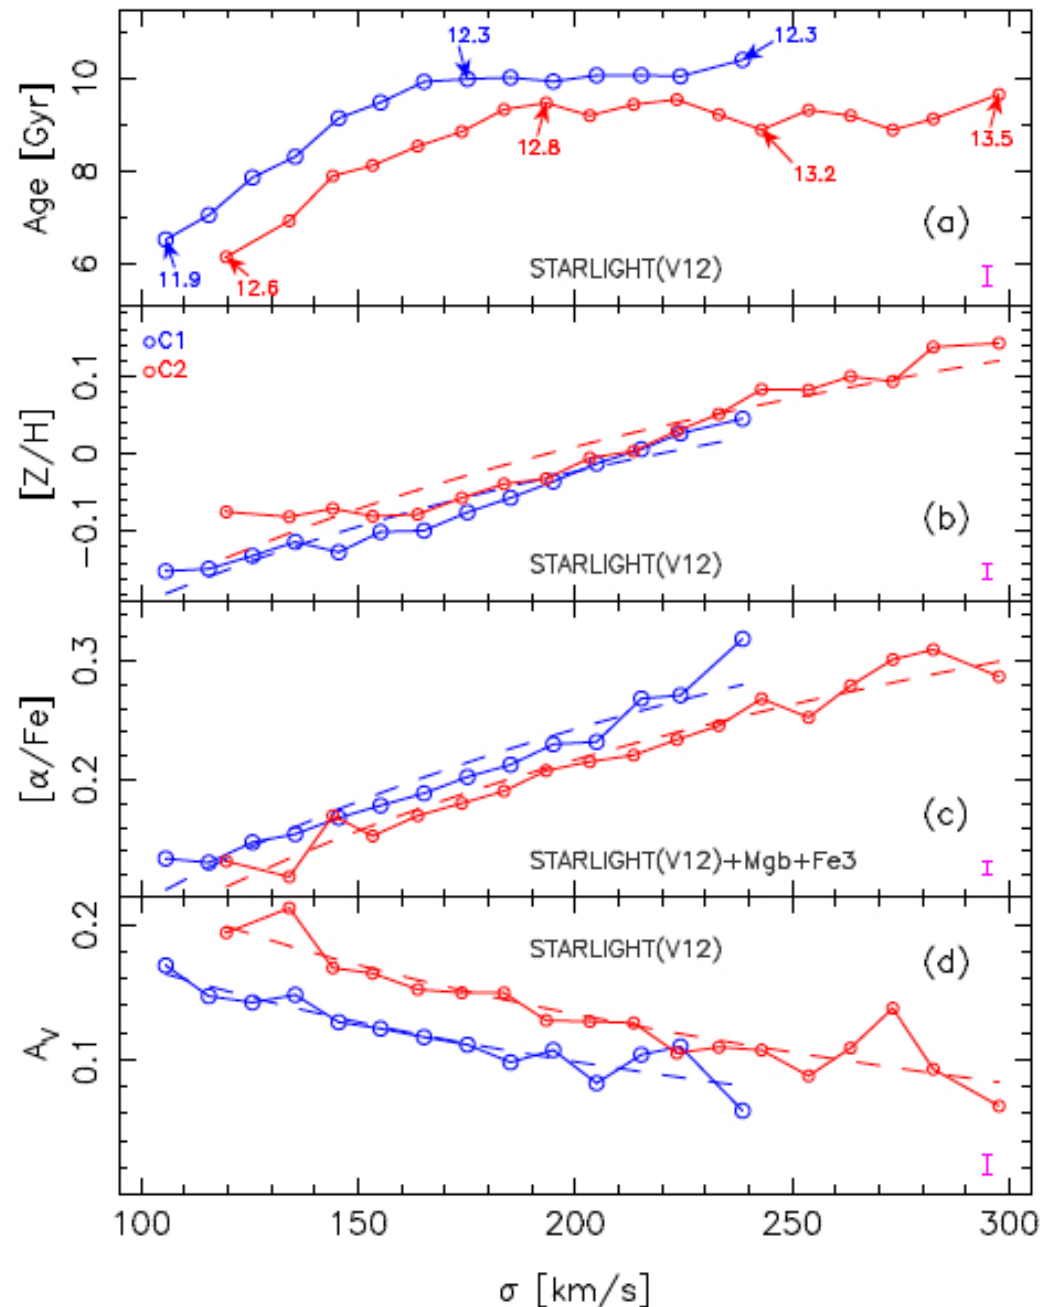 12.3 12.3
10
8
6
Age [Gyr]
12.8
13.2
13.5
11.9
12.6
(a)
STARLIGHT(V12)
C1
C2
0.1
0
−0.1
[Z/H]
(b)
STARLIGHT(V12)
0.3
0.2
[α/Fe]
(c)
STARLIGHT(V12)+Mgb+Fe3
0.2
0.1
Av
STARLIGHT(V12)
(d)
100 150 200 250 300
σ [km/s]